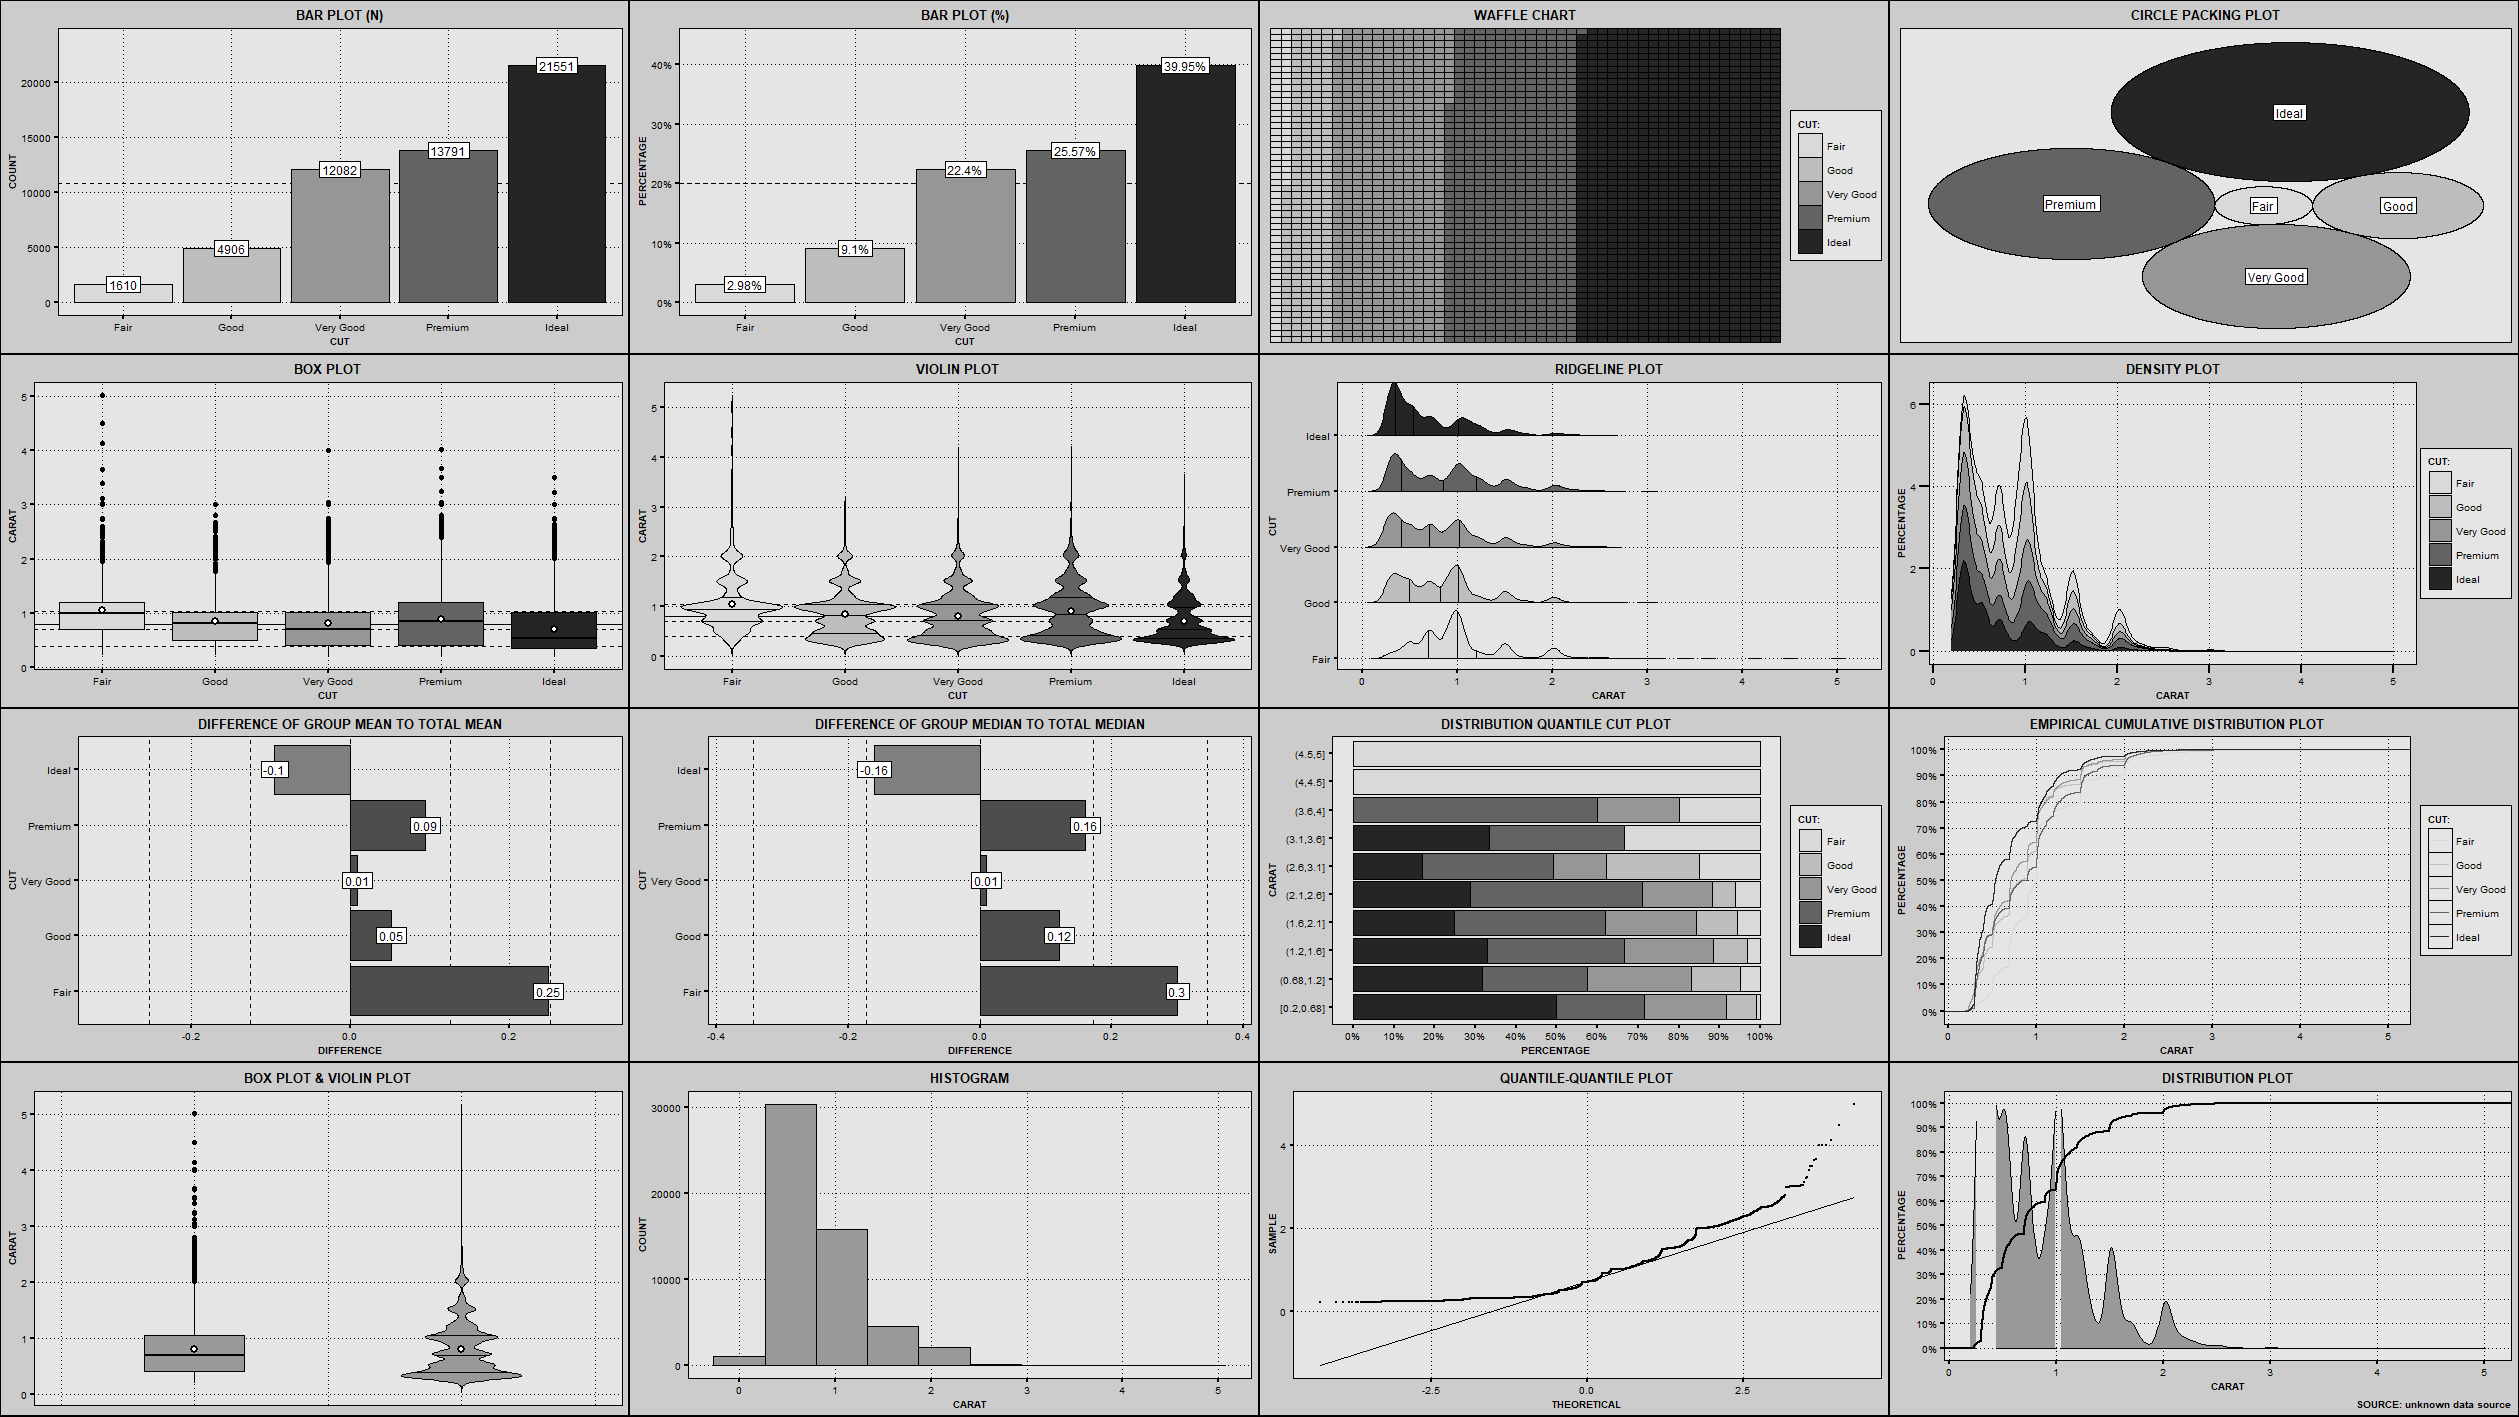 BAR PLOT (N)
COUNT
20000
15000
10000
5000
0
21551
13791
12082
4906
1610
Fair Good Very Good Premium Ideal
CUT
BAR PLOT (%)
PERCENTAGE
40%
30%
20%
10%
0%
39.95%
25.57%
22.4%
9.1%
2.98%
Fair Good Very Good Premium Ideal
CUT
WAFFLE CHART
CUT:
Fair
Good
Very Good
Premium
Ideal
CIRCLE PACKING PLOT
Ideal
Premium Fair Good
Very Good
BOX PLOT
CARAT
5
4
3
2
1
0
Fair Good Very Good Premium Ideal
CUT
VIOLIN PLOT
CARAT
5
4
3
2
1
0
Fair Good Very Good Premium Ideal
CUT
RIDGELINE PLOT
CUT
Ideal
Premium
Very Good
Good
Fair
0 1 2 3 4 5
CARAT
DENSITY PLOT
PERCENTAGE
6
4
2
0
0 1 2 3 4 5
CARAT
CUT:
Fair
Good
Very Good
Premium
Ideal
DIFFERENCE OF GROUP MEAN TO TOTAL MEAN
CUT
Ideal -0.1
Premium 0.09
Very Good 0.01
Good 0.05
Fair 0.25
-0.2 0.0 0.2
DIFFERENCE
DIFFERENCE OF GROUP MEDIAN TO TOTAL MEDIAN
CUT
Ideal -0.16
Premium 0.16
Very Good 0.01
Good 0.12
Fair 0.3
-0.4 -0.2 0.0 0.2 0.4
DIFFERENCE
DISTRIBUTION QUANTILE CUT PLOT
CARAT
(4.5,5]
(4,4.5]
(3.6,4]
(3.1,3.6]
(2.6,3.1]
(2.1,2.6]
(1.6,2.1]
(1.2,1.6]
(0.68,1.2]
[0.2,0.68]
0% 10% 20% 30% 40% 50% 60% 70% 80% 90% 100%
PERCENTAGE
CUT:
Fair
Good
Very Good
Premium
Ideal
EMPIRICAL CUMULATIVE DISTRIBUTION PLOT
PERCENTAGE
100%
90%
80%
70%
60%
50%
40%
30%
20%
10%
0%
0 1 2 3 4 5
CARAT
CUT:
Fair
Good
Very Good
Premium
Ideal
BOX PLOT & VIOLIN PLOT
CARAT
5
4
3
2
1
0
HISTOGRAM
COUNT
30000
20000
10000
0
0 1 2 3 4 5
CARAT
QUANTILE-QUANTILE PLOT
SAMPLE
4
2
0
-2.5 0.0 2.5
THEORETICAL
DISTRIBUTION PLOT
PERCENTAGE
100%
90%
80%
70%
60%
50%
40%
30%
20%
10%
0%
0 1 2 3 4 5
CARAT
SOURCE: unknown data source